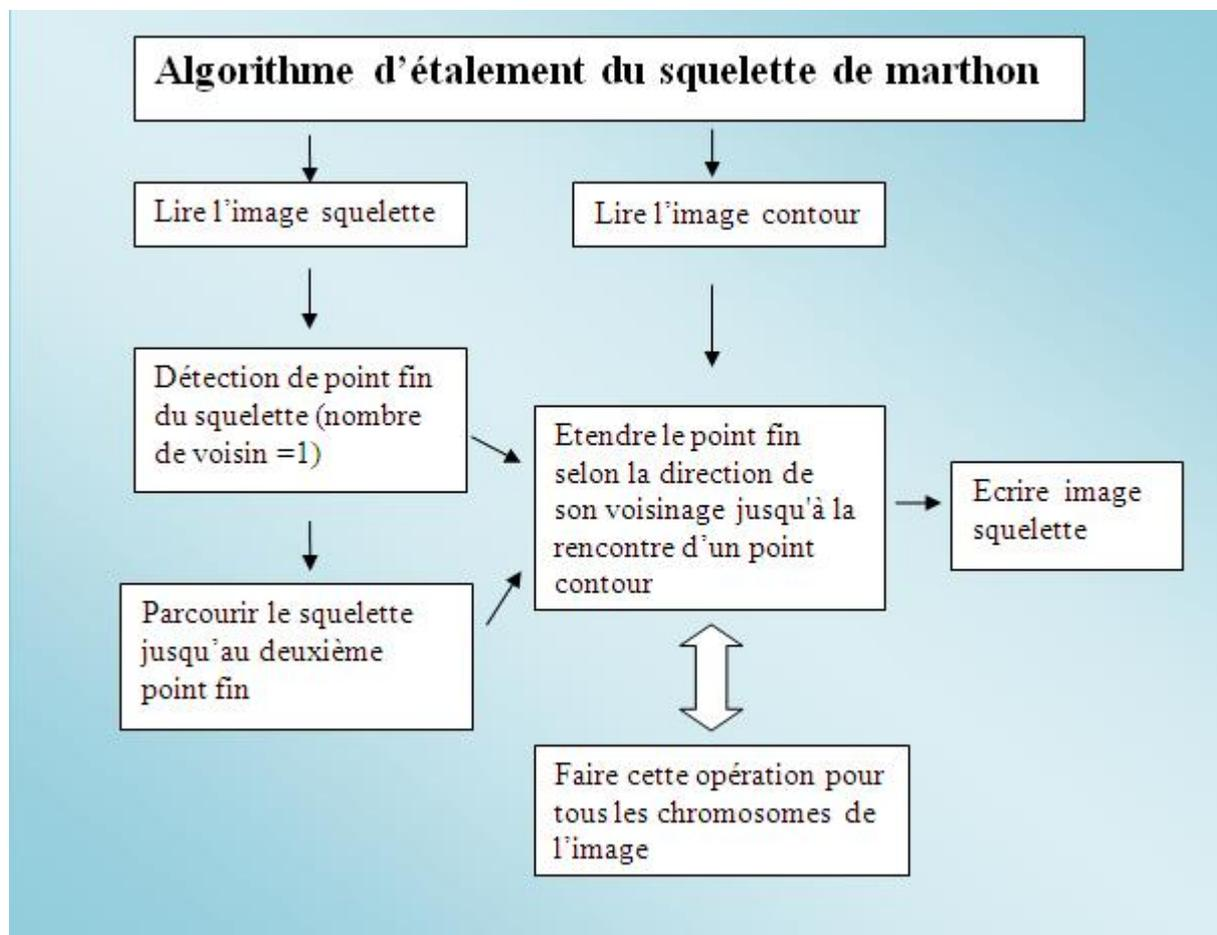 Algorithme d'étalement du squelette de marthon
Lire l'image squelette
Lire l'image contour
Détection de point fin
du squelette (nombre
de voisin =1)
Etendre le point fin
selon la direction de
son voisinage jusqu'à la
rencontre d'un point
contour
Ecrire image
squelette
Parcourir le squelette
jusqu'au deuxième
point fin
Faire cette opération pour
tous les chromosomes de
l'image